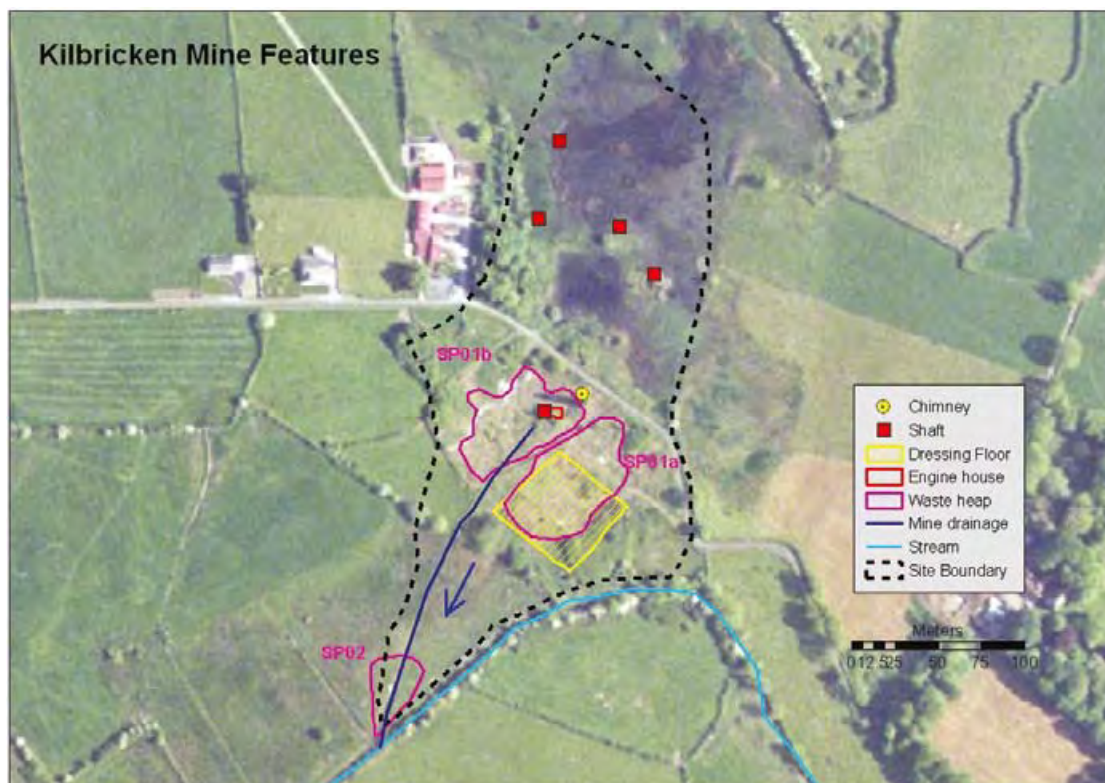 Kilbricken Mine Features
SP01b
SP01a
SP02
Chimney
Shaft
Dressing Floor
Engine house
Waste heap
Mine drainage
Stream
Site Boundary
Meters
0 12.5 25 50 75 100